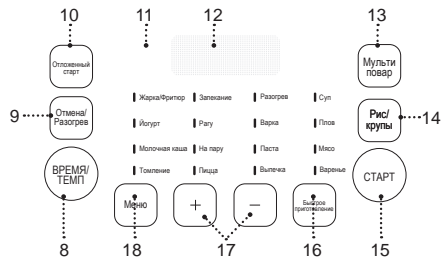 10 11 12 13
Отложенный
старт
Мульти
повар
Жарка/Фритюр Запекание Разогрев Суп
9 Отмена/
Разогрев
Рис/
крупы 14
Йогурт Рагу Варка Плов
Молочная каша На пару Паста Мясо
Томление Пицца Выпечка Варенье
ВРЕМЯ/
ТЕМП
Меню + − Быстрое
приготовление
СТАРТ
8 18 17 16 15